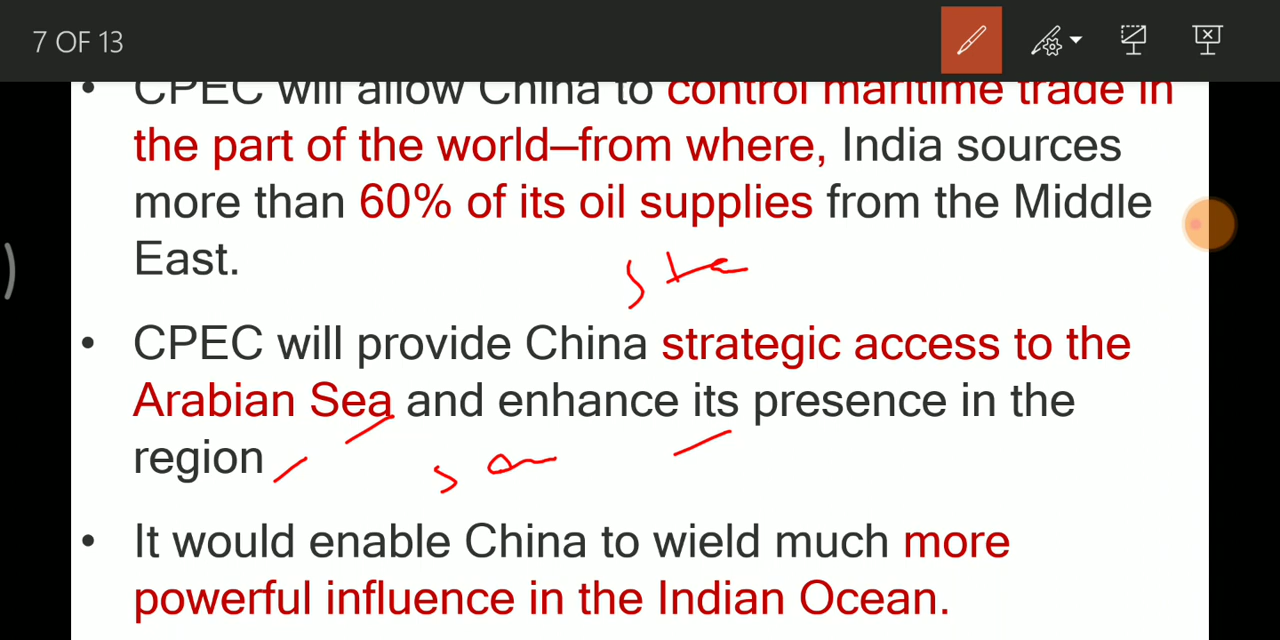 7 OF 13
• CPEC will allow China to control maritime trade in
the part of the world—from where, India sources
more than 60% of its oil supplies from the Middle
East.
• CPEC will provide China strategic access to the
Arabian Sea and enhance its presence in the
region
• It would enable China to wield much more
powerful influence in the Indian Ocean.